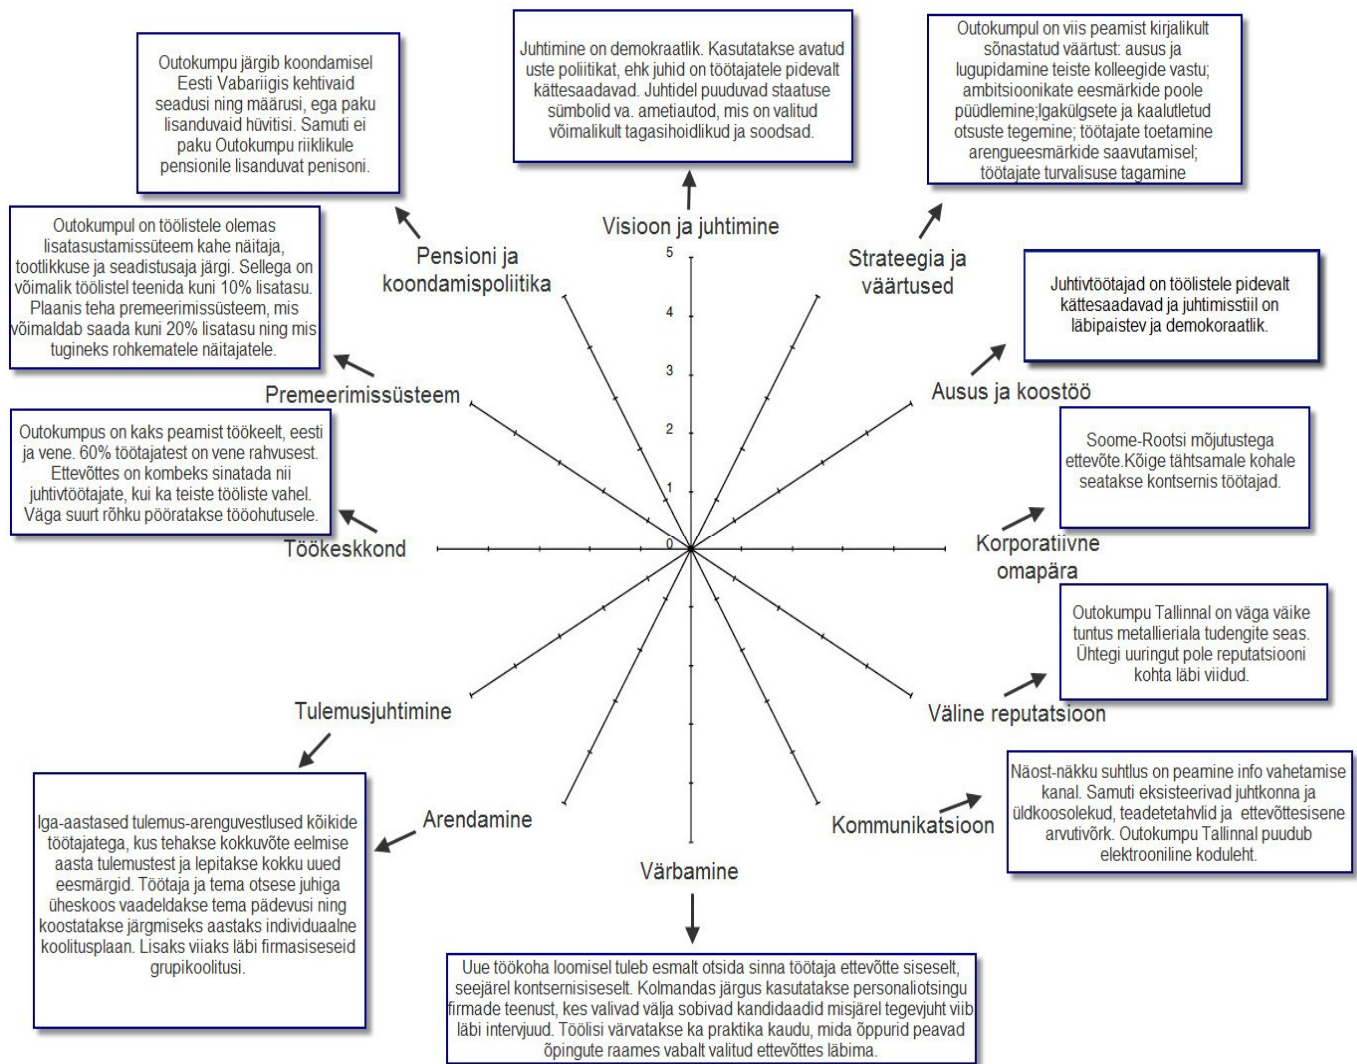 Outokumpu järgib koondamisel
Eesti Vabariigis kehtivaid
seadusi ning määrusi, ega paku
lisanduvaid hüvitisi. Samuti ei
paku Outokumpu riiklikule
pensionile lisanduvat penisoni.
Juhtimine on demokraatlik. Kasutatakse avatud
uste poliitikat, ehk juhid on töötajatele pidevalt
kättesaadavad. Juhtidel puuduvad staatuse
sümbolid va. ametiautod, mis on valitud
võimalikult tagasihoidlikud ja soodsad.
Outokumpul on viis peamist kirjalikult
sõnastatud väärtust: ausus ja
lugupidamine teiste kolleegide vastu;
ambitsioonikate eesmärkide poole
püüdlemine;Igakülgsete ja kaalutletud
otsuste tegemine; töötajate toetamine
arengueesmärkide saavutamisel;
töötajate turvalisuse tagamine
Outokumpul on töölistele olemas
lisatasustamissüteem kahe näitaja,
tootlikkuse ja seadistusaja järgi. Sellega on
võimalik töölistel teenida kuni 10% lisatasu.
Plaanis teha premeerimissüsteem, mis
võimaldab saada kuni 20% lisatasu ning mis
tugineks rohkematele näitajatele.
Pensioni ja
koondamispoliitika
Visioon ja juhtimine
Strateegia ja
väärtused
Juhtivtöötajad on töölistele pidevalt
kättesaadavad ja juhtimisstiil on
läbipaistev ja demokoraatlik.
Premeerimissüsteem
Ausus ja koostöö
5
4
3
2
1
0
Outokumpus on kaks peamist töökeelt, eesti
ja vene. 60% töötajatest on vene rahvusest.
Ettevõttes on kombeks sinatada nii
juhtivtöötajate, kui ka teiste tööliste vahel.
Väga suurt rõhku pööratakse tööohutusele.
Soome-Rootsi mõjutustega
ettevõte.Kõige tähtsamale kohale
seatakse kontsernis töötajad.
Töökeskkond
Korporatiivne
omapära
Outokumpu Tallinnal on väga väike
tuntus metallieriala tudengite seas.
Ühtegi uuringut pole reputatsiooni
kohta läbi viidud.
Tulemusjuhtimine
Väline reputatsioon
Iga-aastased tulemus-arenguvestlused kõikide
töötajatega, kus tehakse kokkuvõte eelmise
aasta tulemustest ja lepitakse kokku uued
eesmärgid. Töötaja ja tema otsese juhiga
üheskoos vaadeldakse tema pädevusi ning
koostatakse järgmiseks aastaks individuaalne
koolitusplaan. Lisaks viiaks läbi firmasiseseid
grupikoolitusi.
Arendamine
Värbamine
Kommunikatsioon
Näost-näkku suhtlus on peamine info vahetamise
kanal. Samuti eksisteerivad juhtkonna ja
üldkoosolekud, teadetetahvlid ja ettevõttesisene
arvutivõrk. Outokumpu Tallinnal puudub
elektrooniline koduleht.
Uue töökoha loomisel tuleb esmalt otsida sinna töötaja ettevõtte siseselt,
seejärel kontsernisiseselt. Kolmandas järgus kasutatakse personaliotsingu
firmade teenust, kes valivad välja sobivad kandidaadid misjärel tegevjuht viib
läbi intervjuud. Töölisi värvatakse ka praktika kaudu, mida õppurid peavad
õpingute raames vabalt valitud ettevõttes läbima.